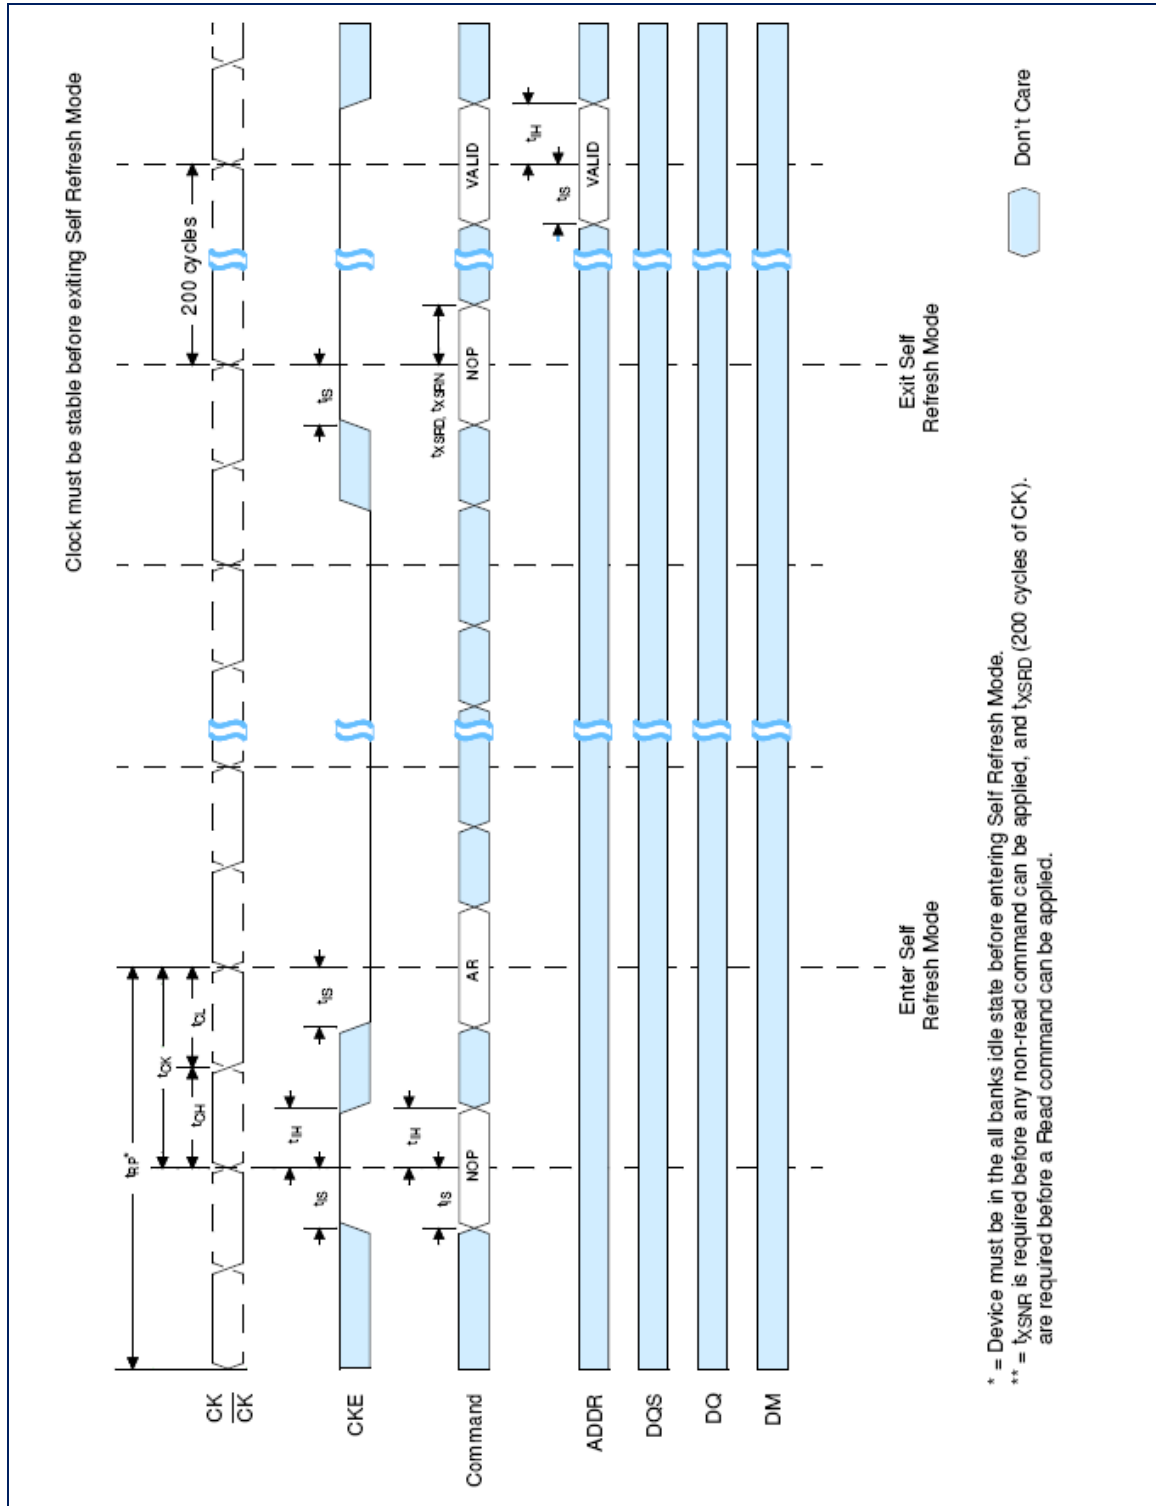 Clock must be stable before exiting Self Refresh Mode
tRP*
tCK
tCH
tCL
200 cycles
CK
CK
tIS
tIH
tIS
tIS
CKE
tIS
tIH
tXSRD, tXSRN
Command
NOP
AR
NOP
VALID
tIH
tIS
ADDR
VALID
DQS
DQ
DM
Enter Self
Refresh Mode
Exit Self
Refresh Mode
Don't Care
* = Device must be in the all banks idle state before entering Self Refresh Mode.
** = tXSNR is required before any non-read command can be applied, and tXSRD (200 cycles of CK).
are required before a Read command can be applied.